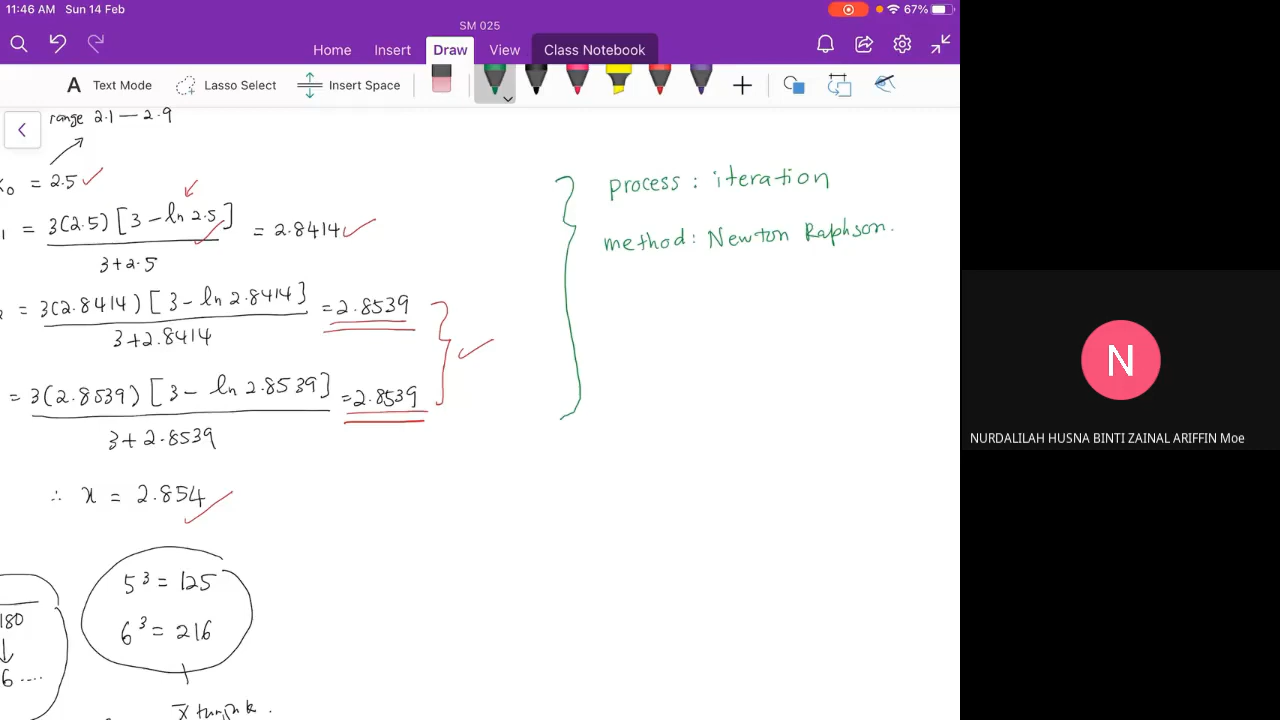 11:46 AM Sun 14 Feb
67%
SM 025
Home Insert Draw View Class Notebook
A Text Mode Lasso Select Insert Space
range 2.1 — 2.9
x₀ = 2.5 ✓
1 = 3(2.5) [3 - ln 2.5] / 3+2.5 = 2.8414 ✓
2 = 3(2.8414) [3 - ln 2.8414] / 3+2.8414 = 2.8539
= 3(2.8539) [3 - ln 2.8539] / 3+2.8539 = 2.8539
✓
∴ x = 2.854 ✓
process : iteration
method : Newton Raphson.
5³ = 125
6³ = 216
180
↓
6 ....
N
NURDALILAH HUSNA BINTI ZAINAL ARIFFIN Moe